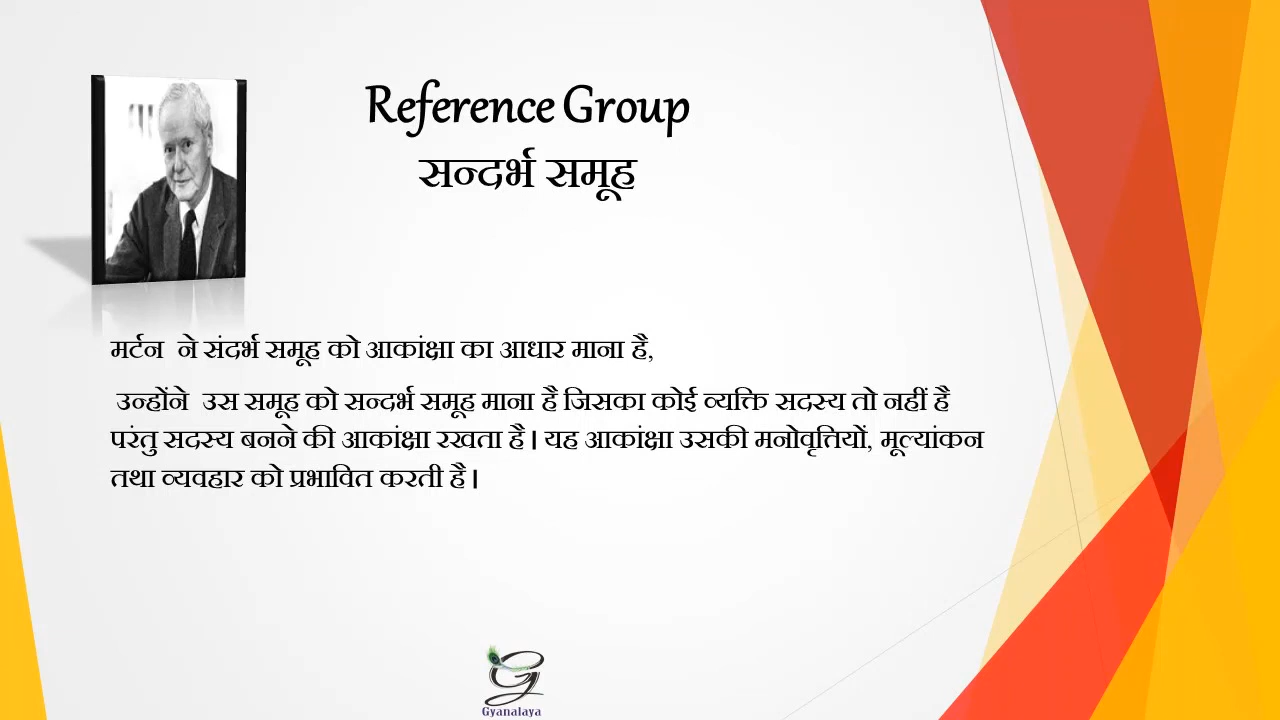 Reference Group
सन्दर्भ समूह
मर्टन ने संदर्भ समूह को आकांक्षा का आधार माना है,
उन्होंने उस समूह को सन्दर्भ समूह माना है जिसका कोई व्यक्ति सदस्य तो नहीं है
परंतु सदस्य बनने की आकांक्षा रखता है। यह आकांक्षा उसकी मनोवृत्तियों, मूल्यांकन
तथा व्यवहार को प्रभावित करती है।
Gyanalaya